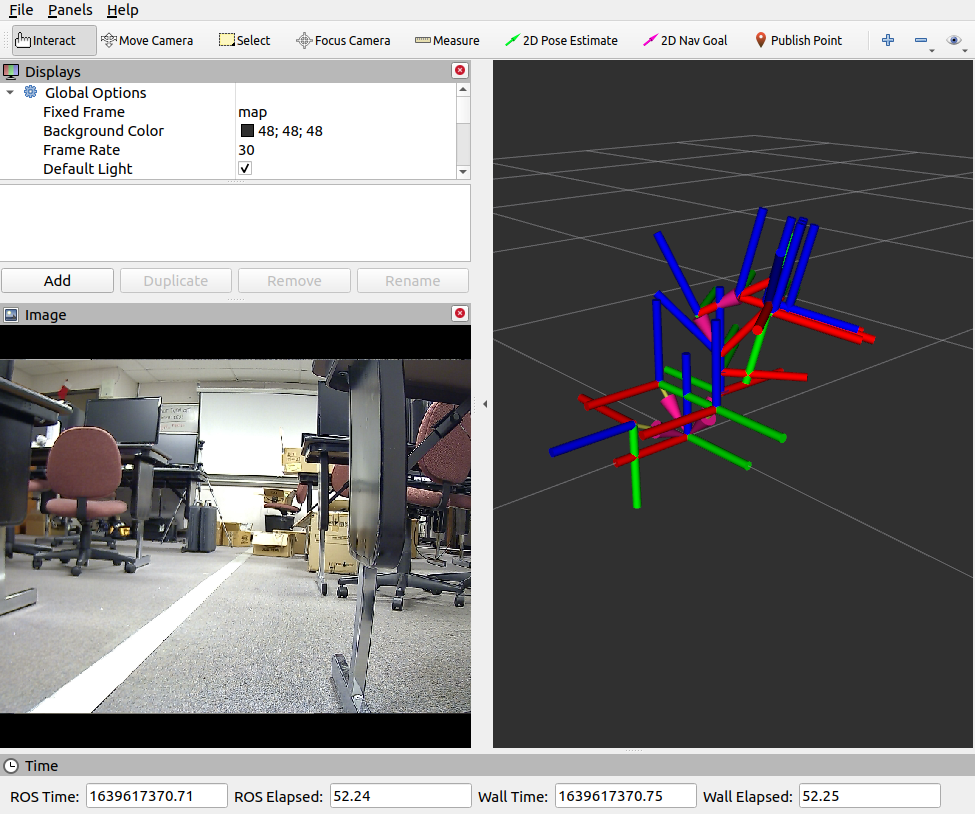 File Panels Help
Interact Move Camera Select Focus Camera Measure 2D Pose Estimate 2D Nav Goal Publish Point
Displays
Global Options
Fixed Frame map
Background Color 48; 48; 48
Frame Rate 30
Default Light
Add Duplicate Remove Rename
Image
Time
ROS Time: 1639617370.71 ROS Elapsed: 52.24 Wall Time: 1639617370.75 Wall Elapsed: 52.25